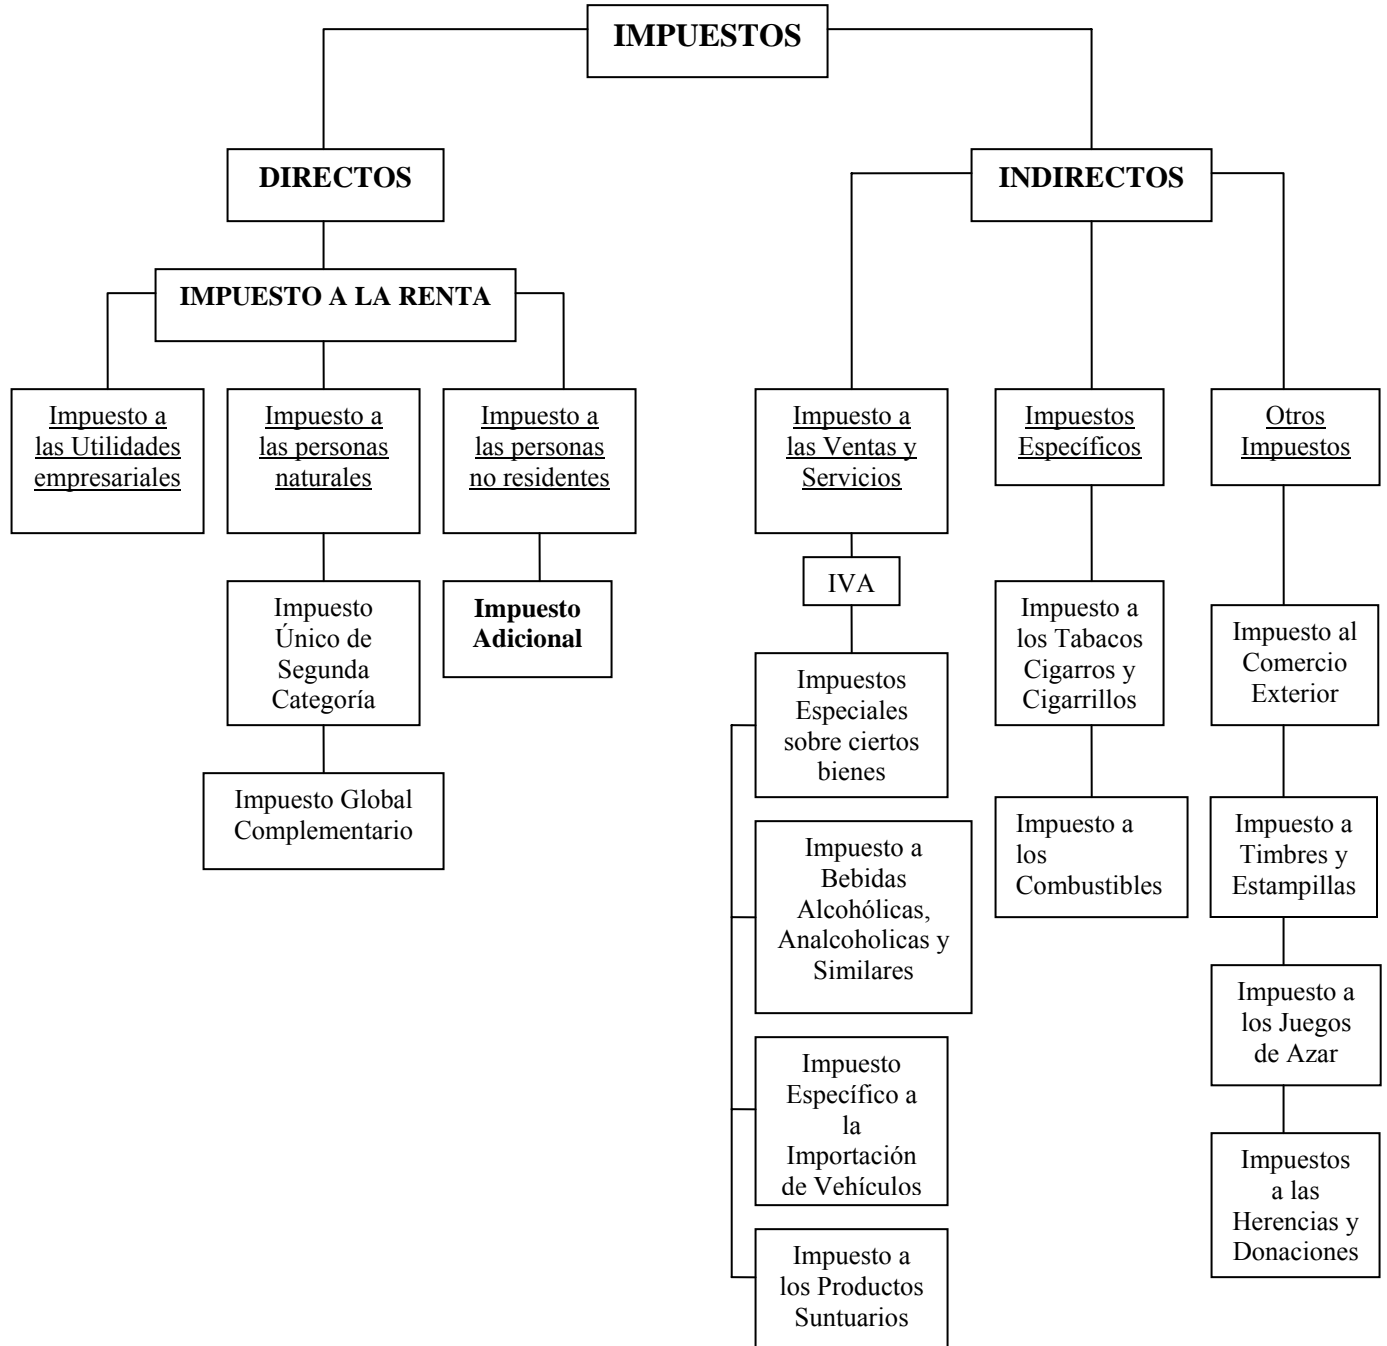 IMPUESTOS
DIRECTOS
INDIRECTOS
IMPUESTO A LA RENTA
Impuesto a
las Utilidades
empresariales
Impuesto a
las personas
naturales
Impuesto a
las personas
no residentes
Impuesto a
las Ventas y
Servicios
Impuestos
Específicos
Otros
Impuestos
IVA
Impuesto
Único de
Segunda
Categoría
Impuesto
Adicional
Impuesto a
los Tabacos
Cigarros y
Cigarrillos
Impuesto al
Comercio
Exterior
Impuestos
Especiales
sobre ciertos
bienes
Impuesto Global
Complementario
Impuesto a
los
Combustibles
Impuesto a
Timbres y
Estampillas
Impuesto a
Bebidas
Alcohólicas,
Analcoholicas y
Similares
Impuesto a
los Juegos
de Azar
Impuesto
Específico a
la
Importación
de Vehículos
Impuestos
a las
Herencias y
Donaciones
Impuesto a
los Productos
Suntuarios